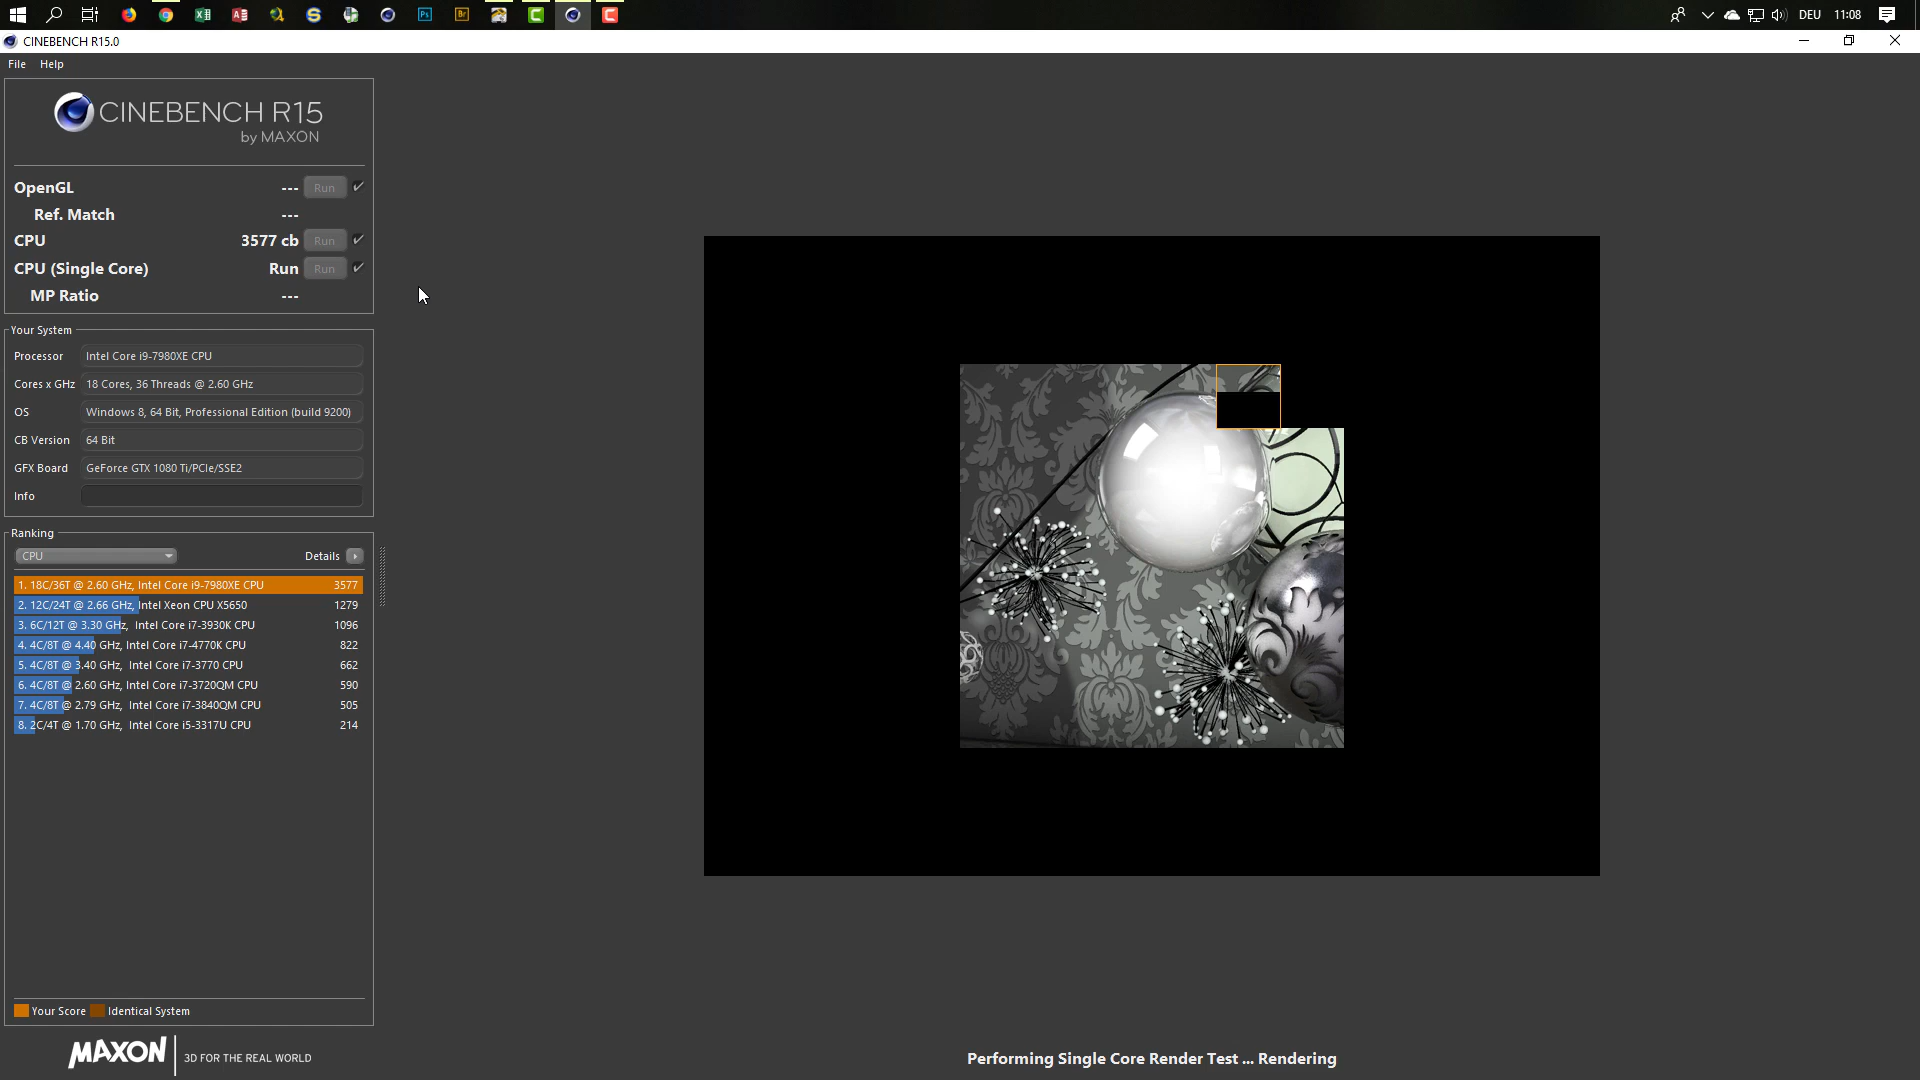 DEU 11:08
CINEBENCH R15.0
File Help
CINEBENCH R15
by MAXON
OpenGL --- Run
Ref. Match ---
CPU 3577 cb Run
CPU (Single Core) Run Run
MP Ratio ---
Your System
Processor Intel Core i9-7980XE CPU
Cores x GHz 18 Cores, 36 Threads @ 2.60 GHz
OS Windows 8, 64 Bit, Professional Edition (build 9200)
CB Version 64 Bit
GFX Board GeForce GTX 1080 Ti/PCIe/SSE2
Info
Ranking
CPU Details
1. 18C/36T @ 2.60 GHz, Intel Core i9-7980XE CPU 3577
2. 12C/24T @ 2.66 GHz, Intel Xeon CPU X5650 1279
3. 6C/12T @ 3.30 GHz, Intel Core i7-3930K CPU 1096
4. 4C/8T @ 4.40 GHz, Intel Core i7-4770K CPU 822
5. 4C/8T @ 3.40 GHz, Intel Core i7-3770 CPU 662
6. 4C/8T @ 2.60 GHz, Intel Core i7-3720QM CPU 590
7. 4C/8T @ 2.79 GHz, Intel Core i7-3840QM CPU 505
8. 2C/4T @ 1.70 GHz, Intel Core i5-3317U CPU 214
Your Score Identical System
MAXON 3D FOR THE REAL WORLD
Performing Single Core Render Test ... Rendering